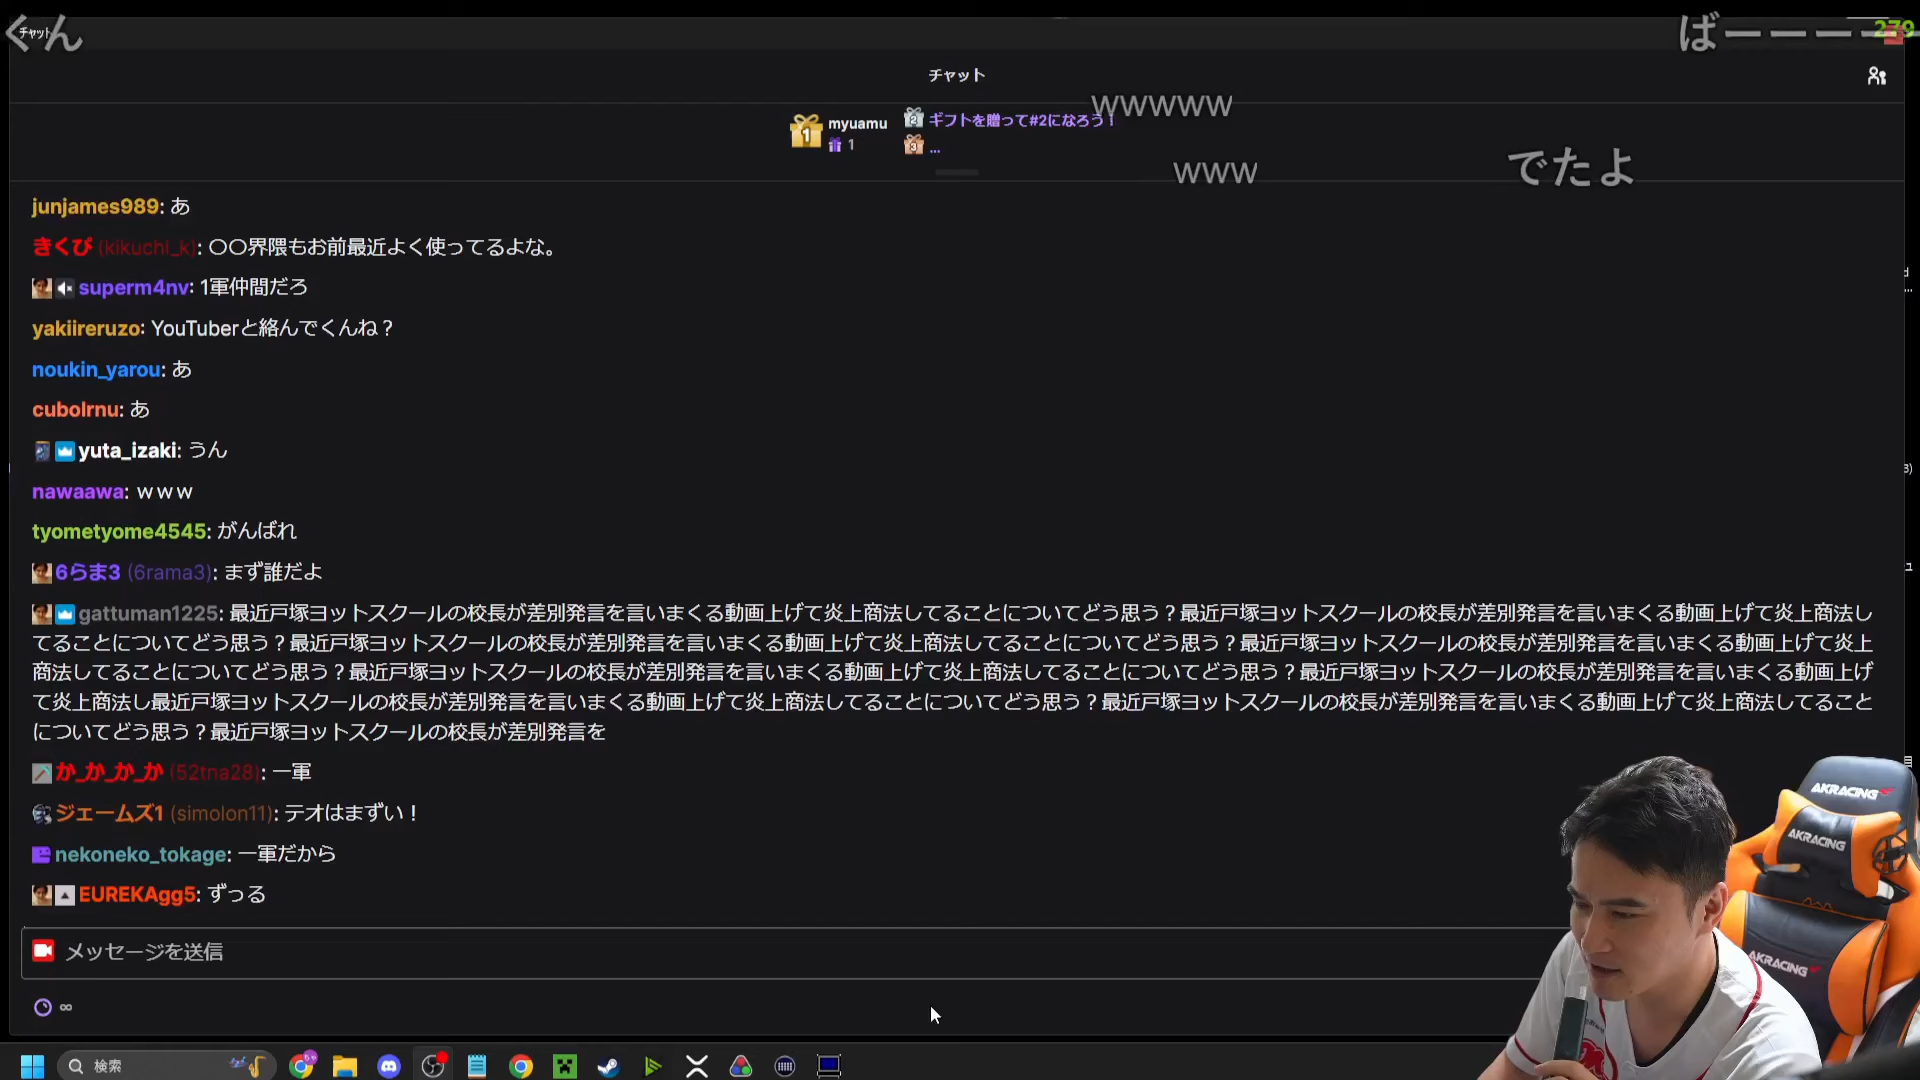 くん
チャット
ばーーーー
279
チャット
wwwww
1 myuamu
1
2 ギフトを贈って#2になろう！
3 ...
www
でたよ
junjames989: あ
きくぴ (kikuchi_k): 〇〇界隈もお前最近よく使ってるよな。
superm4nv: 1軍仲間だろ
yakiireruzo: YouTuberと絡んでくんね？
noukin_yarou: あ
cubolrnu: あ
yuta_izaki: うん
nawaawa: ｗｗｗ
tyometyome4545: がんばれ
6らま3 (6rama3): まず誰だよ
gattuman1225: 最近戸塚ヨットスクールの校長が差別発言を言いまくる動画上げて炎上商法してることについてどう思う？最近戸塚ヨットスクールの校長が差別発言を言いまくる動画上げて炎上商法し
てることについてどう思う？最近戸塚ヨットスクールの校長が差別発言を言いまくる動画上げて炎上商法してることについてどう思う？最近戸塚ヨットスクールの校長が差別発言を言いまくる動画上げて炎上
商法してることについてどう思う？最近戸塚ヨットスクールの校長が差別発言を言いまくる動画上げて炎上商法してることについてどう思う？最近戸塚ヨットスクールの校長が差別発言を言いまくる動画上げ
て炎上商法し最近戸塚ヨットスクールの校長が差別発言を言いまくる動画上げて炎上商法してることについてどう思う？最近戸塚ヨットスクールの校長が差別発言を言いまくる動画上げて炎上商法してること
についてどう思う？最近戸塚ヨットスクールの校長が差別発言を
か_か_か_か (52tna28): 一軍
ジェームズ1 (simolon11): テオはまずい！
nekoneko_tokage: 一軍だから
EUREKAgg5: ずっる
メッセージを送信
∞
検索
AKRACING
AKRACING
AKRACING